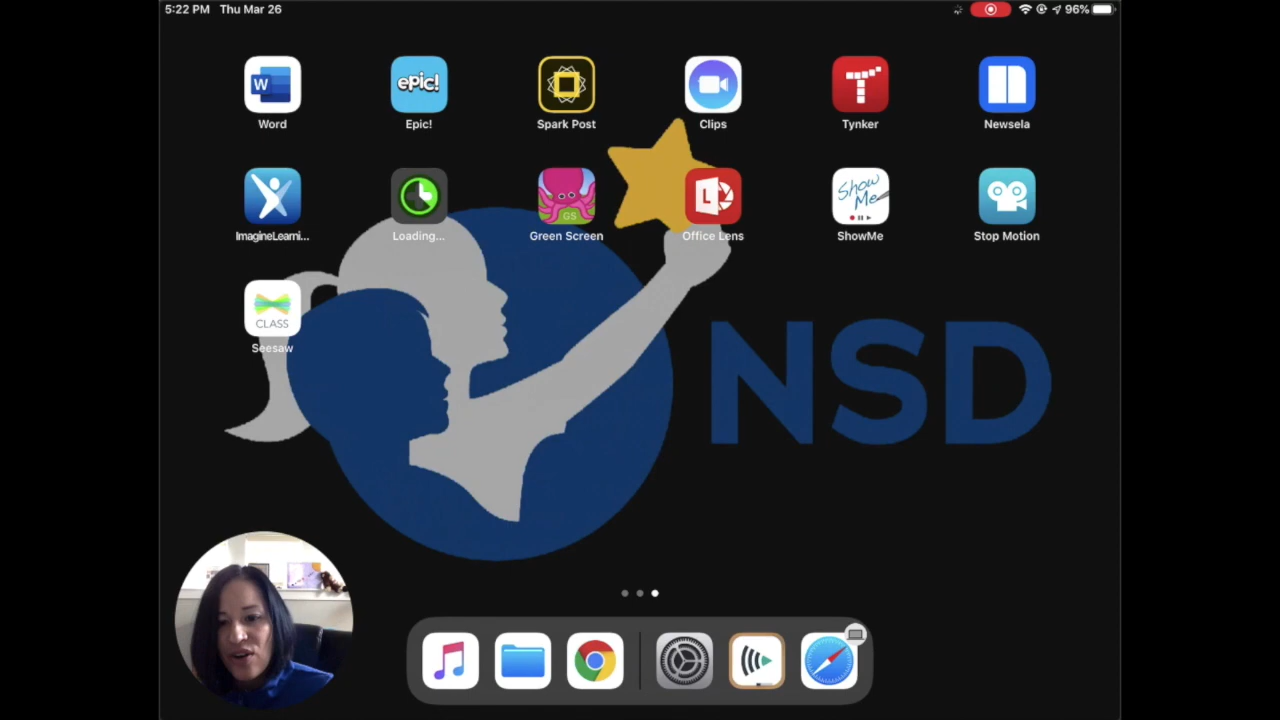 5:22 PM Thu Mar 26 96%
W epic! T
Word Epic! Spark Post Clips Tynker Newsela
GS L Show Me
ImagineLearni... Loading... Green Screen Office Lens ShowMe Stop Motion
CLASS
Seesaw
NSD